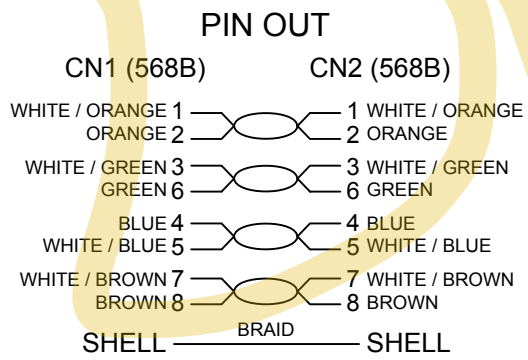 PIN OUT
CN1 (568B) CN2 (568B)
WHITE / ORANGE 1 1 WHITE / ORANGE
ORANGE 2 2 ORANGE
WHITE / GREEN 3 3 WHITE / GREEN
GREEN 6 6 GREEN
BLUE 4 4 BLUE
WHITE / BLUE 5 5 WHITE / BLUE
WHITE / BROWN 7 7 WHITE / BROWN
BROWN 8 8 BROWN
SHELL BRAID SHELL